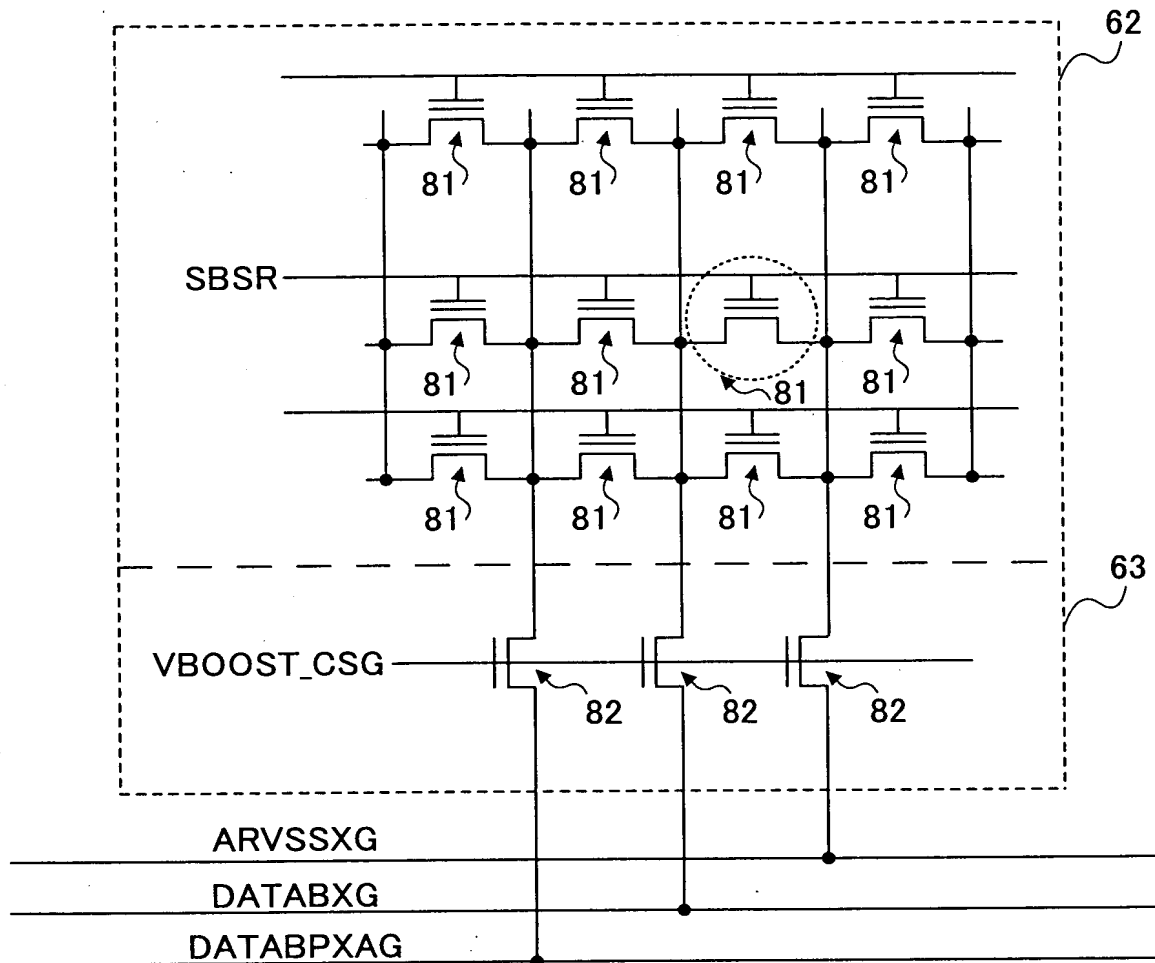 62
81 81 81 81
SBSR
81 81 81 81
81 81 81 81
63
VBOOST_CSG
82 82 82
ARVSSXG
DATABXG
DATABPXAG